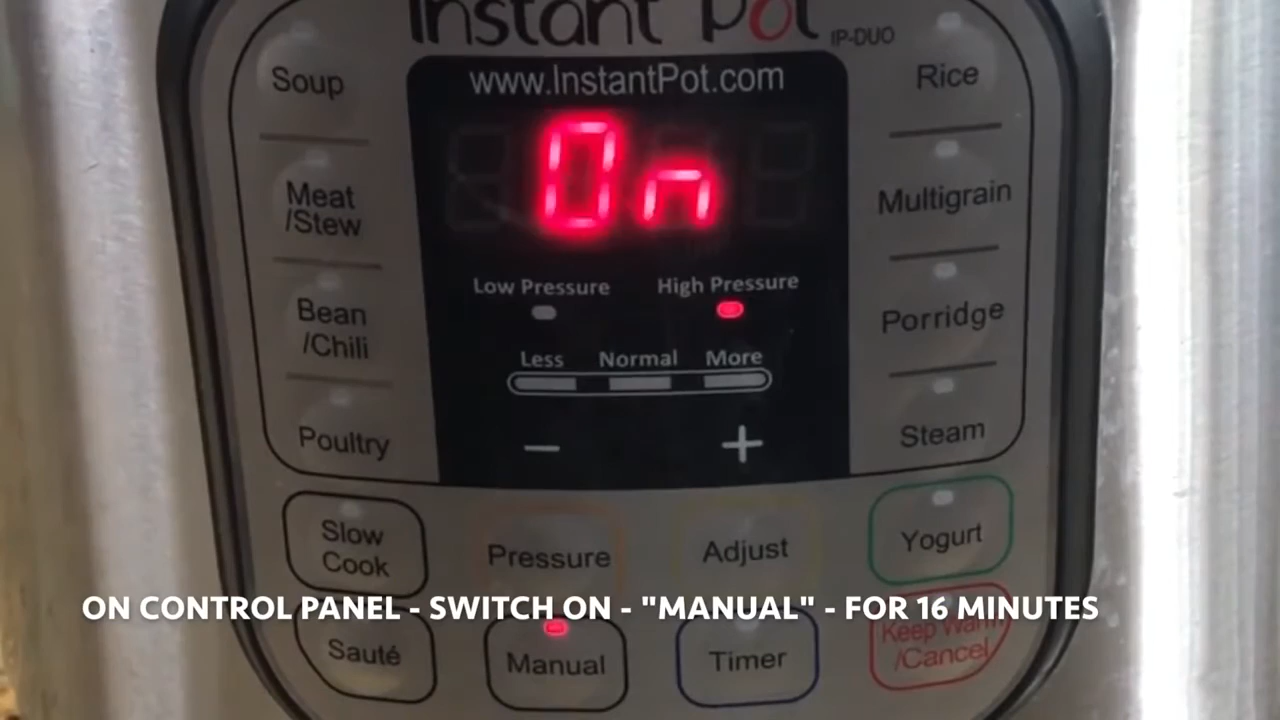 Instant Pot
IP-DUO
www.InstantPot.com
On
Soup
Meat
/Stew
Bean
/Chili
Poultry
Rice
Multigrain
Porridge
Steam
Low Pressure
High Pressure
Less Normal More
− +
Slow
Cook
Pressure
Adjust
Yogurt
ON CONTROL PANEL - SWITCH ON - "MANUAL" - FOR 16 MINUTES
Sauté
Manual
Timer
Keep Warm
/Cancel